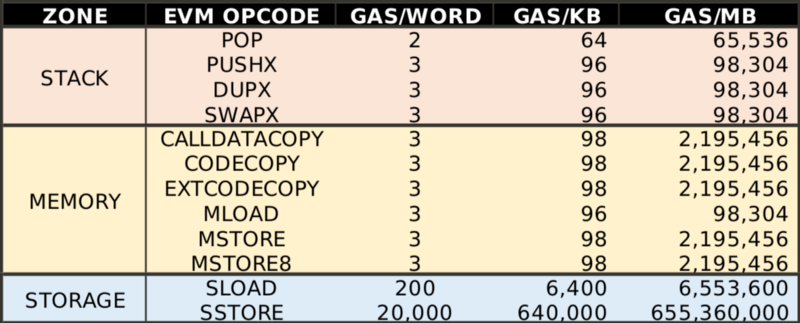 ZONE EVM OPCODE GAS/WORD GAS/KB GAS/MB
STACK
POP 2 64 65,536
PUSHX 3 96 98,304
DUPX 3 96 98,304
SWAPX 3 96 98,304
MEMORY
CALLDATACOPY 3 98 2,195,456
CODECOPY 3 98 2,195,456
EXTCODECOPY 3 98 2,195,456
MLOAD 3 96 98,304
MSTORE 3 98 2,195,456
MSTORE8 3 98 2,195,456
STORAGE
SLOAD 200 6,400 6,553,600
SSTORE 20,000 640,000 655,360,000